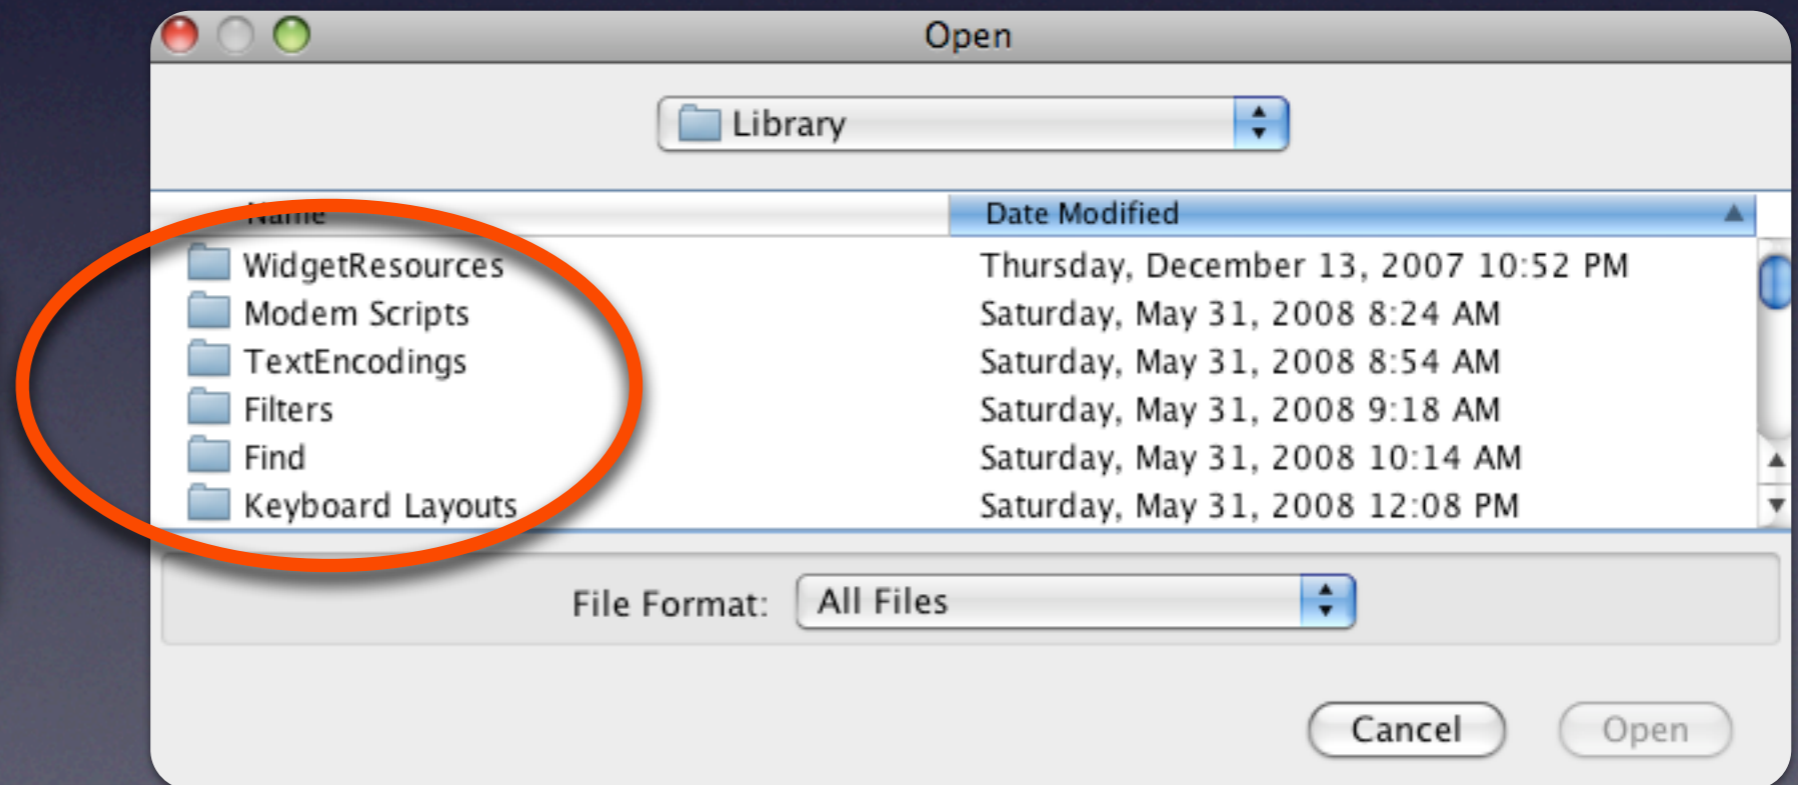 Open
Library
Name Date Modified
WidgetResources Thursday, December 13, 2007 10:52 PM
Modem Scripts Saturday, May 31, 2008 8:24 AM
TextEncodings Saturday, May 31, 2008 8:54 AM
Filters Saturday, May 31, 2008 9:18 AM
Find Saturday, May 31, 2008 10:14 AM
Keyboard Layouts Saturday, May 31, 2008 12:08 PM
File Format: All Files
Cancel Open